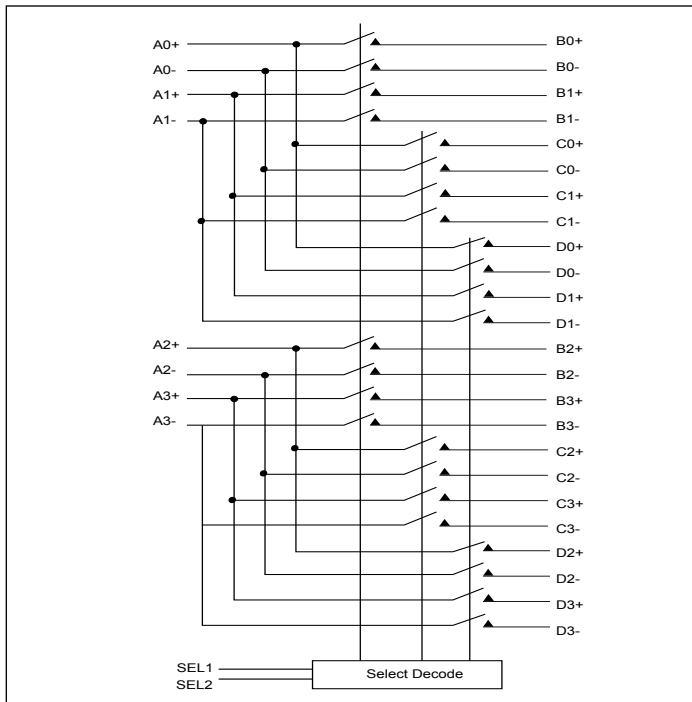 A0+ B0+
A0- B0-
A1+ B1+
A1- B1-
C0+
C0-
C1+
C1-
D0+
D0-
D1+
D1-
A2+ B2+
A2- B2-
A3+ B3+
A3- B3-
C2+
C2-
C3+
C3-
D2+
D2-
D3+
D3-
SEL1
SEL2
Select Decode